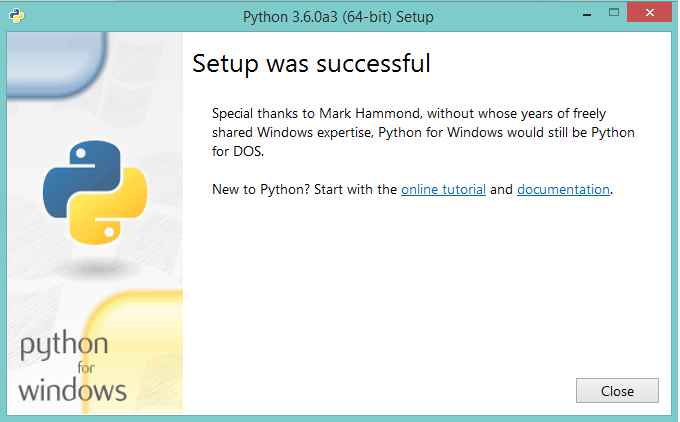 Python 3.6.0a3 (64-bit) Setup
Setup was successful
Special thanks to Mark Hammond, without whose years of freely
shared Windows expertise, Python for Windows would still be Python
for DOS.
New to Python? Start with the online tutorial and documentation.
python
for
windows
Close